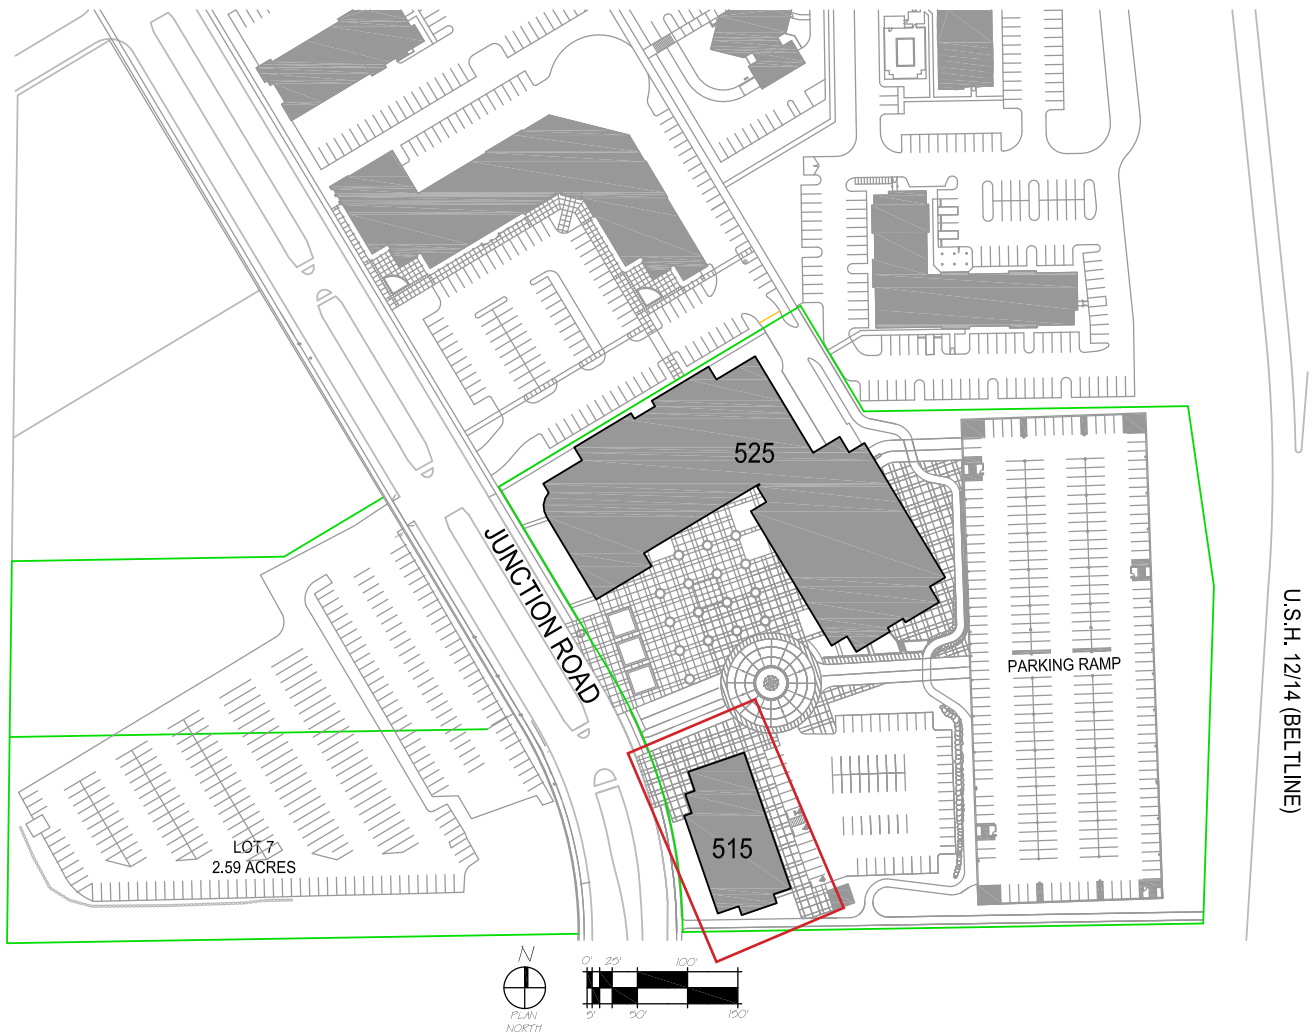 525
JUNCTION ROAD
U.S.H. 12/14 (BELTLINE)
PARKING RAMP
515
LOT 7
2.59 ACRES
N
PLAN
NORTH
0' 25' 100'
5' 50' 150'